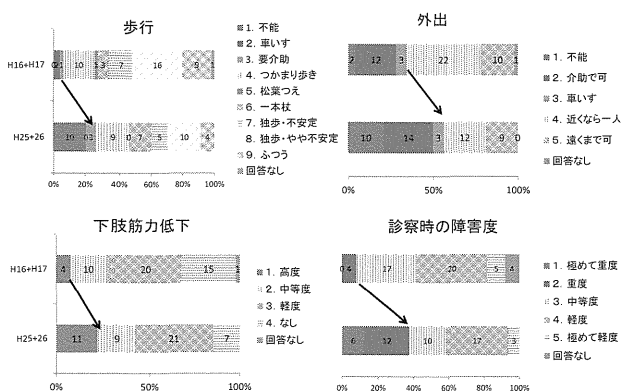 歩行
H16+H17
10
3
7
16
9
1
H25+26
10
0
3
9
0
6
5
10
4
0% 20% 40% 60% 80% 100%
1. 不能
2. 車いす
3. 要介助
4. つかまり歩き
5. 松葉つえ
6. 一本杖
7. 独歩・不安定
8. 独歩・やや不安定
9. ふつう
回答なし
外出
2 12 3 22 10 1
10 14 3 12 9 0
0% 50% 100%
1. 不能
2. 介助で可
3. 車いす
4. 近くなら一人
5. 遠くまで可
回答なし
下肢筋力低下
H16+H17
4 10 20 15 1
H25+26
11 9 21 7
0% 50% 100%
1. 高度
2. 中等度
3. 軽度
4. なし
回答なし
診察時の障害度
0 4 17 20 5 4
6 12 10 17 3
0% 20% 40% 60% 80% 100%
1. 極めて重度
2. 重度
3. 中等度
4. 軽度
5. 極めて軽度
回答なし